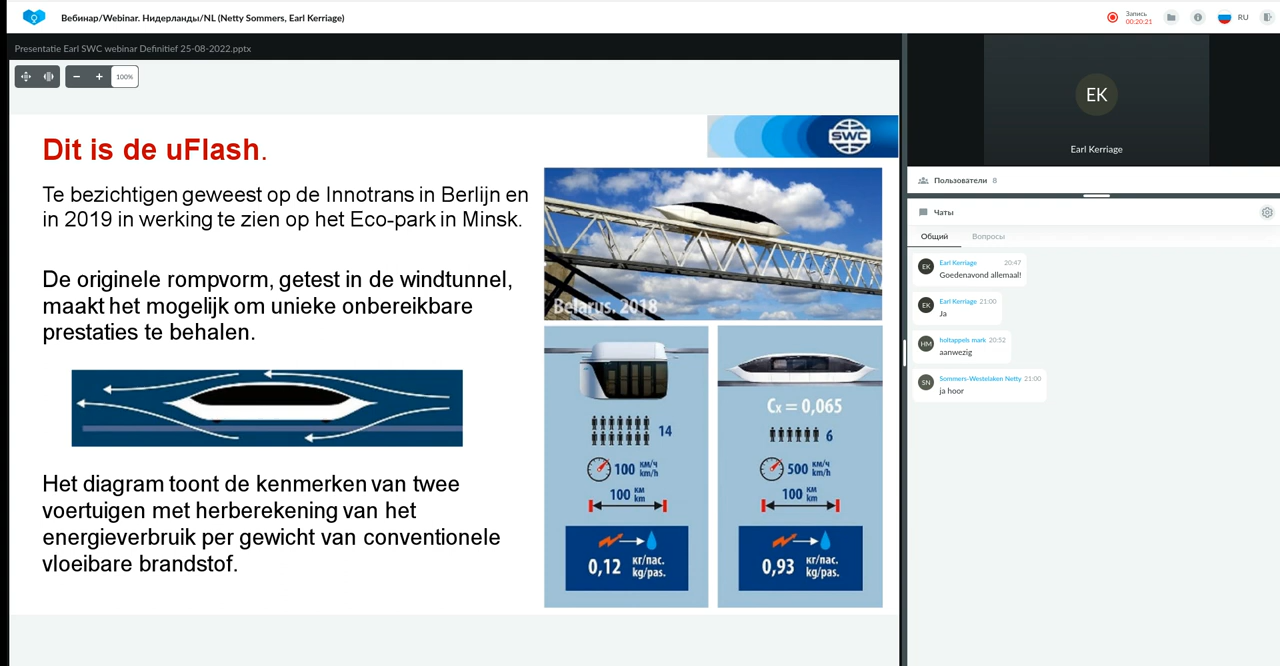 Вебинар/Webinar. Нидерланды/NL (Netty Sommers, Earl Kerriage)
Запись
00:20:21
RU
Presentatie Earl SWC webinar Definitief 25-08-2022.pptx
100%
Dit is de uFlash.
Te bezichtigen geweest op de Innotrans in Berlijn en
in 2019 in werking te zien op het Eco-park in Minsk.
De originele rompvorm, getest in de windtunnel,
maakt het mogelijk om unieke onbereikbare
prestaties te behalen.
Het diagram toont de kenmerken van twee
voertuigen met herberekening van het
energieverbruik per gewicht van conventionele
vloeibare brandstof.
SWC
Belarus. 2018
14
100 км/ч km/h
100 км km
0,12 кг/пас. kg/pas.
Cx = 0,065
6
500 км/ч km/h
100 км km
0,93 кг/пас. kg/pas.
EK
Earl Kerriage
Пользователи 8
Чаты
Общий Вопросы
EK Earl Kerriage 20:47
Goedenavond allemaal!
EK Earl Kerriage 21:00
Ja
HM holtappels mark 20:52
aanwezig
SN Sommers-Westelaken Netty 21:00
ja hoor